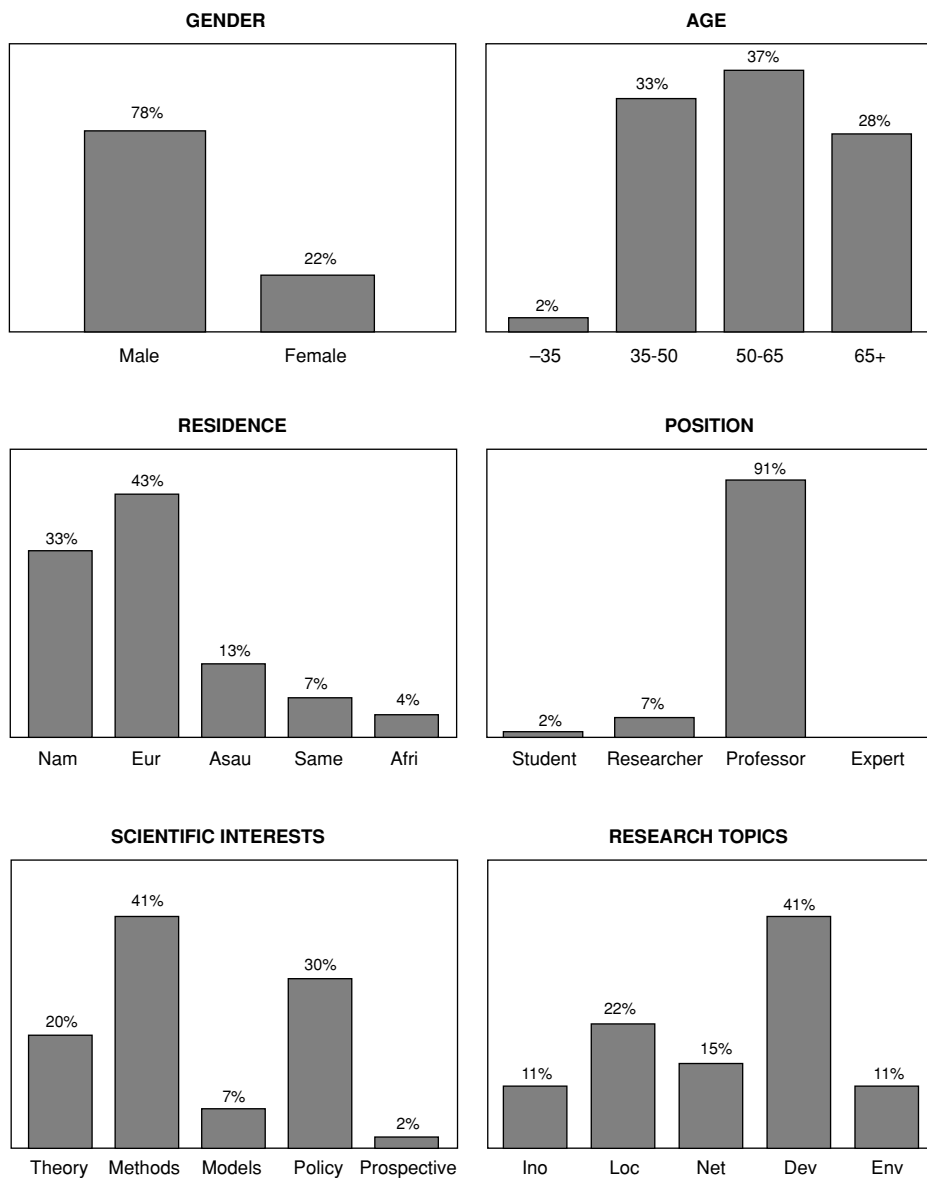 GENDER
78%
22%
Male Female
AGE
2%
33%
37%
28%
–35 35-50 50-65 65+
RESIDENCE
33%
43%
13%
7%
4%
Nam Eur Asau Same Afri
POSITION
2%
7%
91%
Student Researcher Professor Expert
SCIENTIFIC INTERESTS
20%
41%
7%
30%
2%
Theory Methods Models Policy Prospective
RESEARCH TOPICS
11%
22%
15%
41%
11%
Ino Loc Net Dev Env